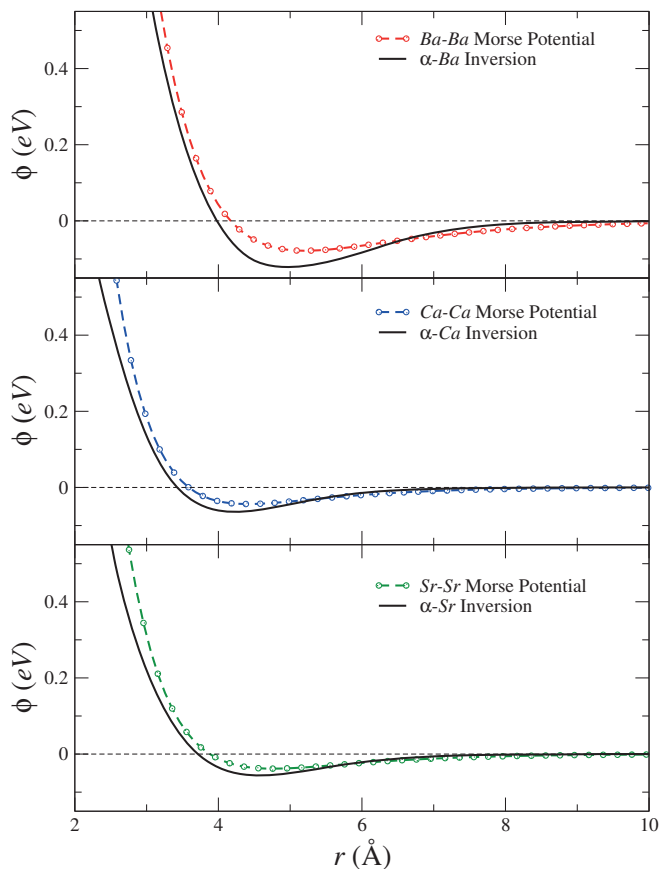 Ba-Ba Morse Potential
α-Ba Inversion
0.4
0.2
0
ϕ (eV)
Ca-Ca Morse Potential
α-Ca Inversion
0.4
0.2
0
ϕ (eV)
Sr-Sr Morse Potential
α-Sr Inversion
0.4
0.2
0
ϕ (eV)
2 4 6 8 10
r (Å)